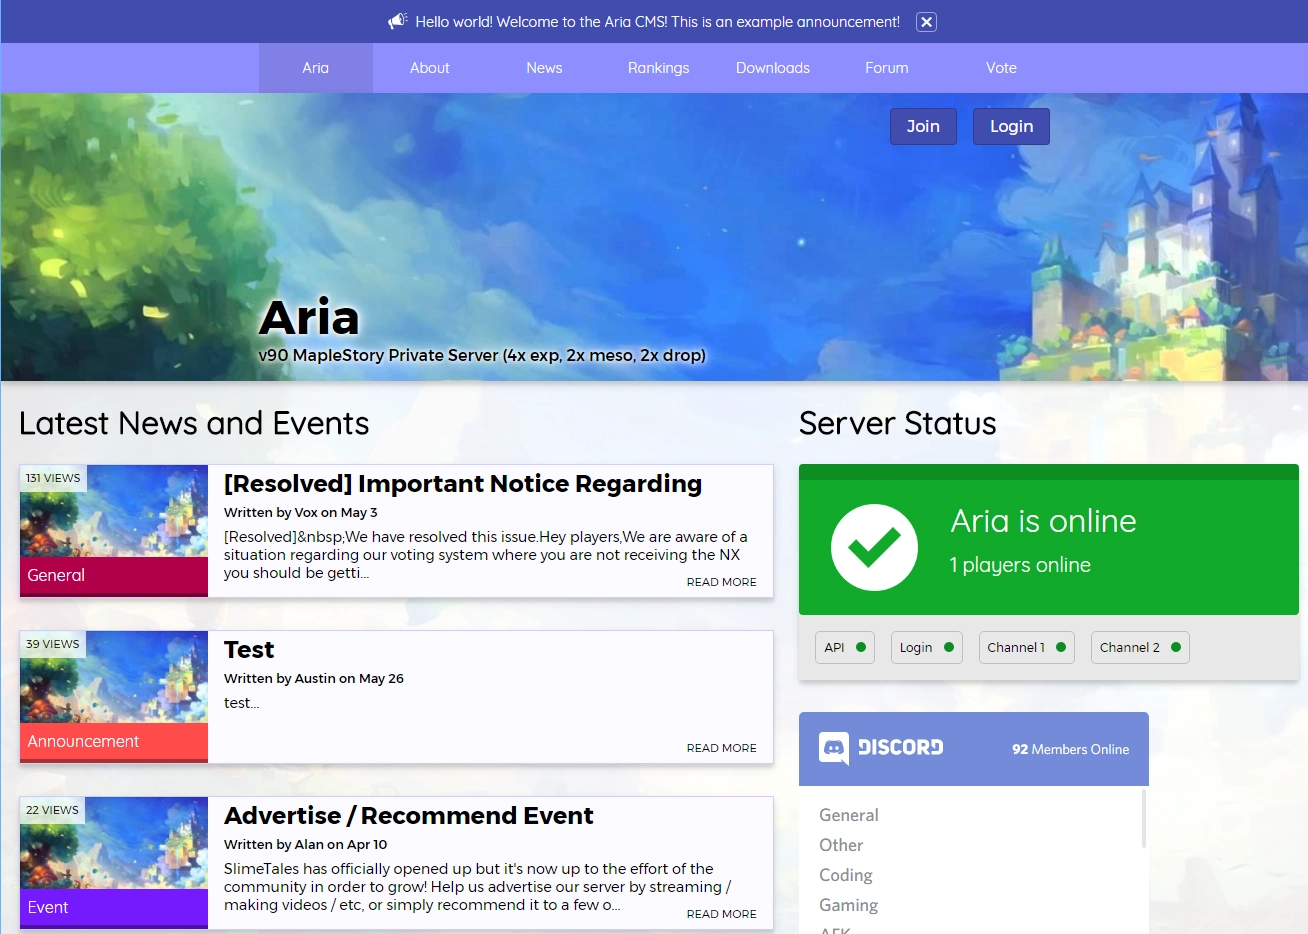 Hello world! Welcome to the Aria CMS! This is an example announcement!
Aria About News Rankings Downloads Forum Vote
Join Login
Aria
v90 MapleStory Private Server (4x exp, 2x meso, 2x drop)
Latest News and Events
131 VIEWS
General
[Resolved] Important Notice Regarding
Written by Vox on May 3
[Resolved]&nbsp;We have resolved this issue.Hey players,We are aware of a
situation regarding our voting system where you are not receiving the NX
you should be getti...
READ MORE
39 VIEWS
Announcement
Test
Written by Austin on May 26
test...
READ MORE
22 VIEWS
Event
Advertise / Recommend Event
Written by Alan on Apr 10
SlimeTales has officially opened up but it's now up to the effort of the
community in order to grow! Help us advertise our server by streaming /
making videos / etc, or simply recommend it to a few o...
READ MORE
Server Status
Aria is online
1 players online
API Login Channel 1 Channel 2
DISCORD
92 Members Online
General
Other
Coding
Gaming
AFK